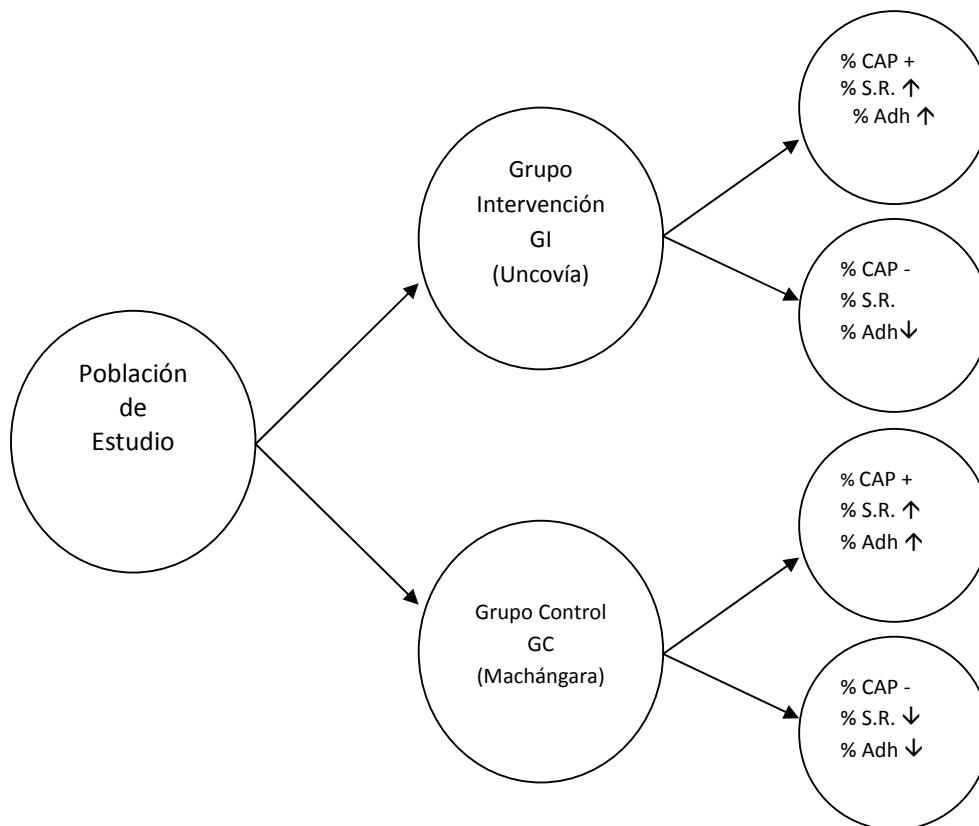 Población
de
Estudio
Grupo
Intervención
GI
(Uncovía)
Grupo Control
GC
(Machángara)
% CAP +
% S.R. ↑
% Adh ↑
% CAP -
% S.R.
% Adh↓
% CAP +
% S.R. ↑
% Adh ↑
% CAP -
% S.R. ↓
% Adh ↓